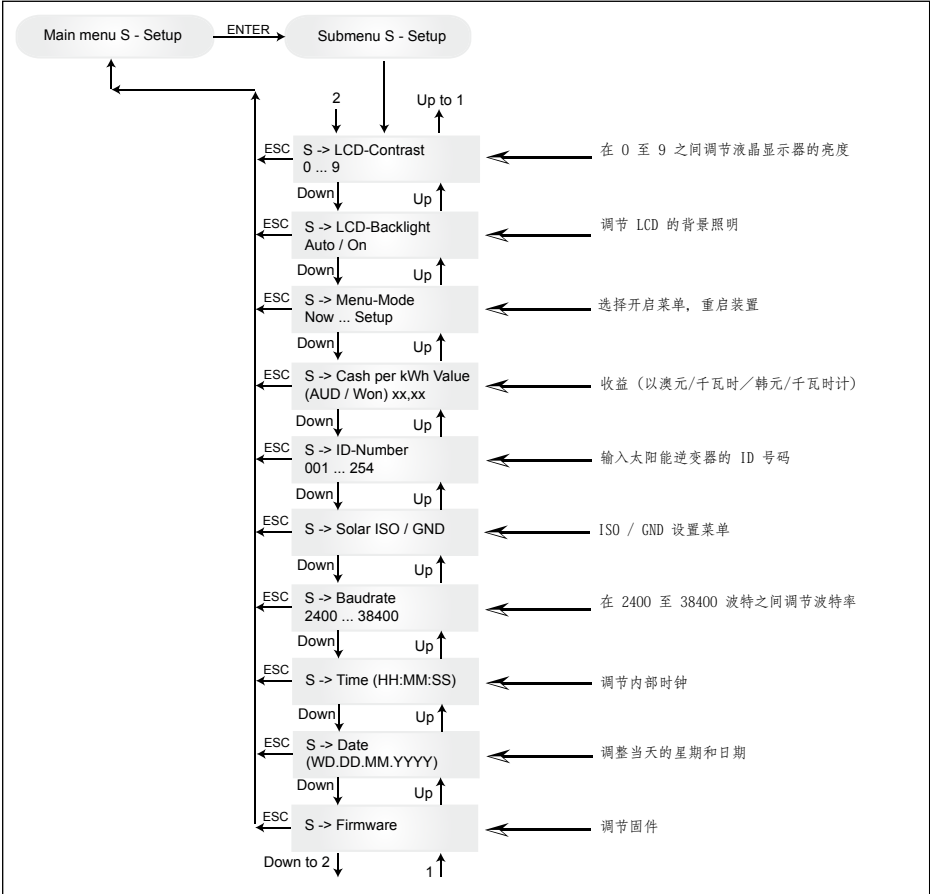 Main menu S - Setup
ENTER
Submenu S - Setup
2
Up to 1
ESC
S -> LCD-Contrast
0 ... 9
在 0 至 9 之间调节液晶显示器的亮度
Down
Up
ESC
S -> LCD-Backlight
Auto / On
调节 LCD 的背景照明
Down
Up
ESC
S -> Menu-Mode
Now ... Setup
选择开启菜单, 重启装置
Down
Up
ESC
S -> Cash per kWh Value
(AUD / Won) xx,xx
收益 (以澳元/千瓦时／韩元/千瓦时计)
Down
Up
ESC
S -> ID-Number
001 ... 254
输入太阳能逆变器的 ID 号码
Down
Up
ESC
S -> Solar ISO / GND
ISO / GND 设置菜单
Down
Up
ESC
S -> Baudrate
2400 ... 38400
在 2400 至 38400 波特之间调节波特率
Down
Up
ESC
S -> Time (HH:MM:SS)
调节内部时钟
Down
Up
ESC
S -> Date
(WD.DD.MM.YYYY)
调整当天的星期和日期
Down
Up
ESC
S -> Firmware
调节固件
Down to 2
1